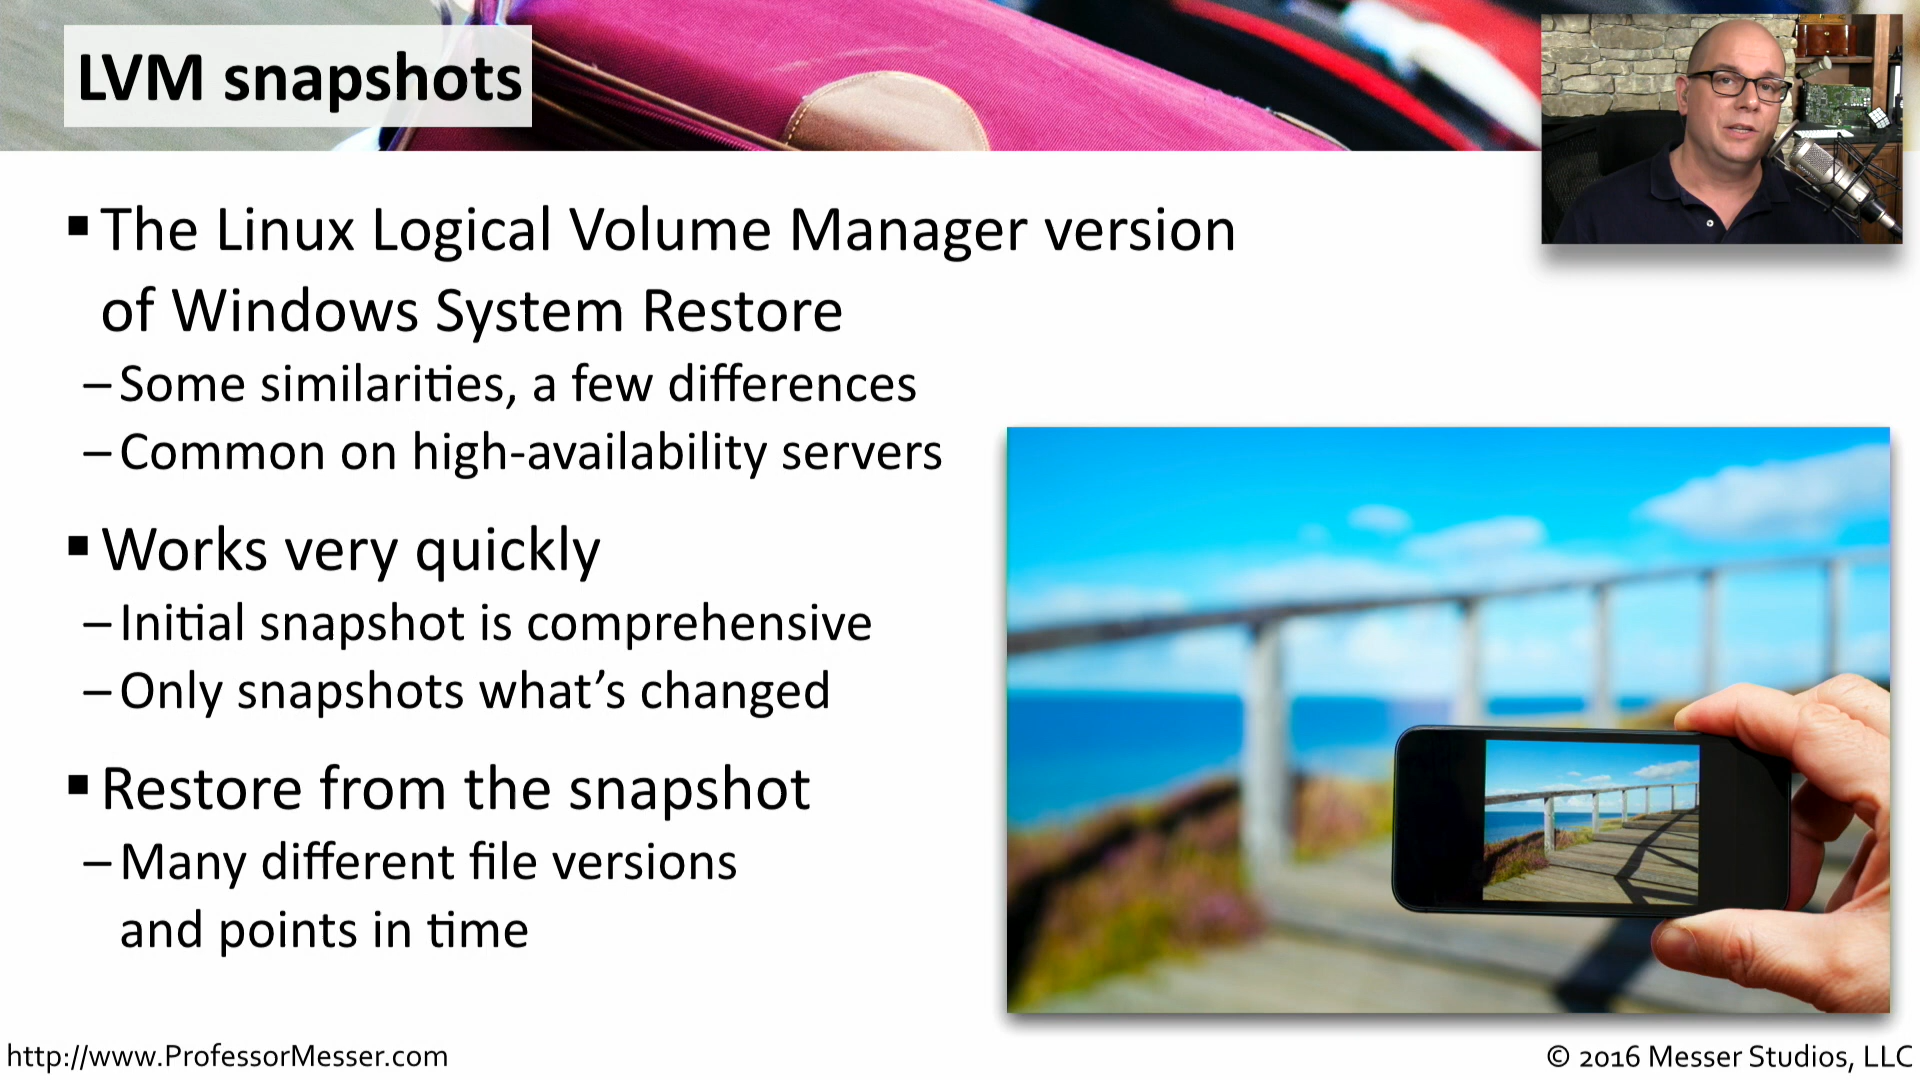 LVM snapshots
▪ The Linux Logical Volume Manager version
of Windows System Restore
– Some similarities, a few differences
– Common on high-availability servers
▪ Works very quickly
– Initial snapshot is comprehensive
– Only snapshots what’s changed
▪ Restore from the snapshot
– Many different file versions
and points in time
http://www.ProfessorMesser.com
© 2016 Messer Studios, LLC